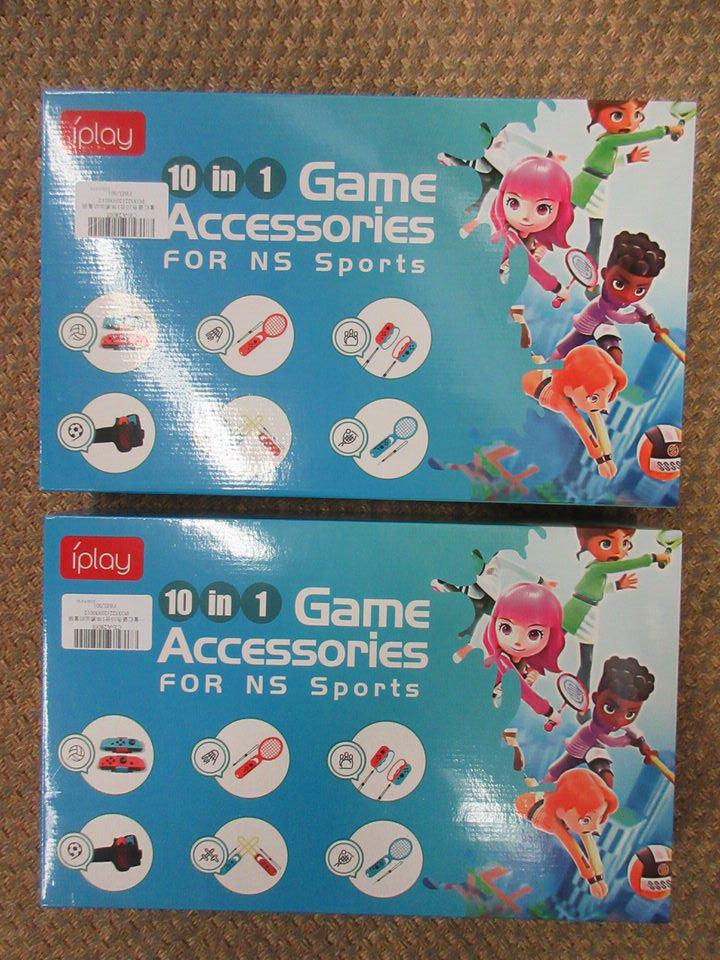 iplay
10 in 1 Game
Accessories
FOR NS Sports
iplay
10 in 1 Game
Accessories
FOR NS Sports